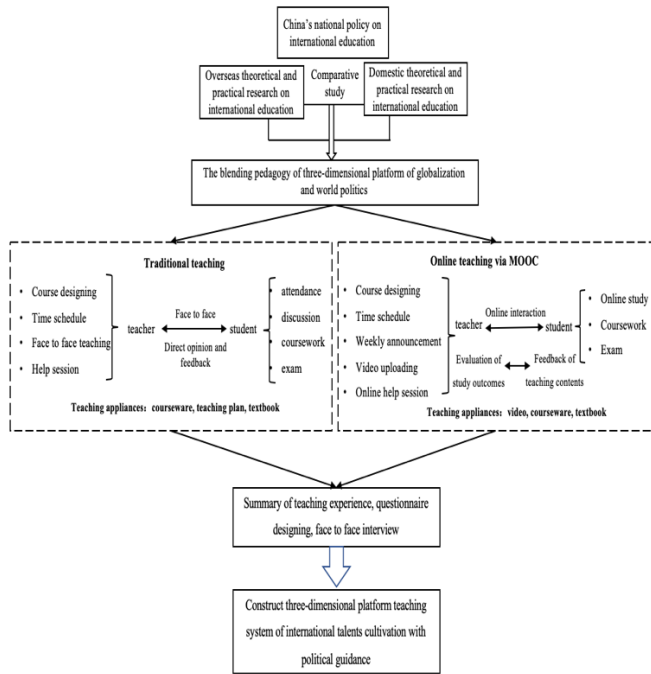 China's national policy on
international education
Overseas theoretical and
practical research on
international education
Comparative
study
Domestic theoretical and
practical research on
international education
The blending pedagogy of three-dimensional platform of globalization
and world politics
Traditional teaching
• Course designing
• Time schedule
• Face to face teaching
• Help session
teacher
Face to face
Direct opinion and
feedback
student
• attendance
• discussion
• coursework
• exam
Teaching appliances: courseware, teaching plan, textbook
Online teaching via MOOC
• Course designing
• Time schedule
• Weekly announcement
• Video uploading
• Online help session
teacher
Online interaction
student
Evaluation of
study outcomes
Feedback of
teaching contents
• Online study
• Coursework
• Exam
Teaching appliances: video, courseware, textbook
Summary of teaching experience, questionnaire
designing, face to face interview
Construct three-dimensional platform teaching
system of international talents cultivation with
political guidance